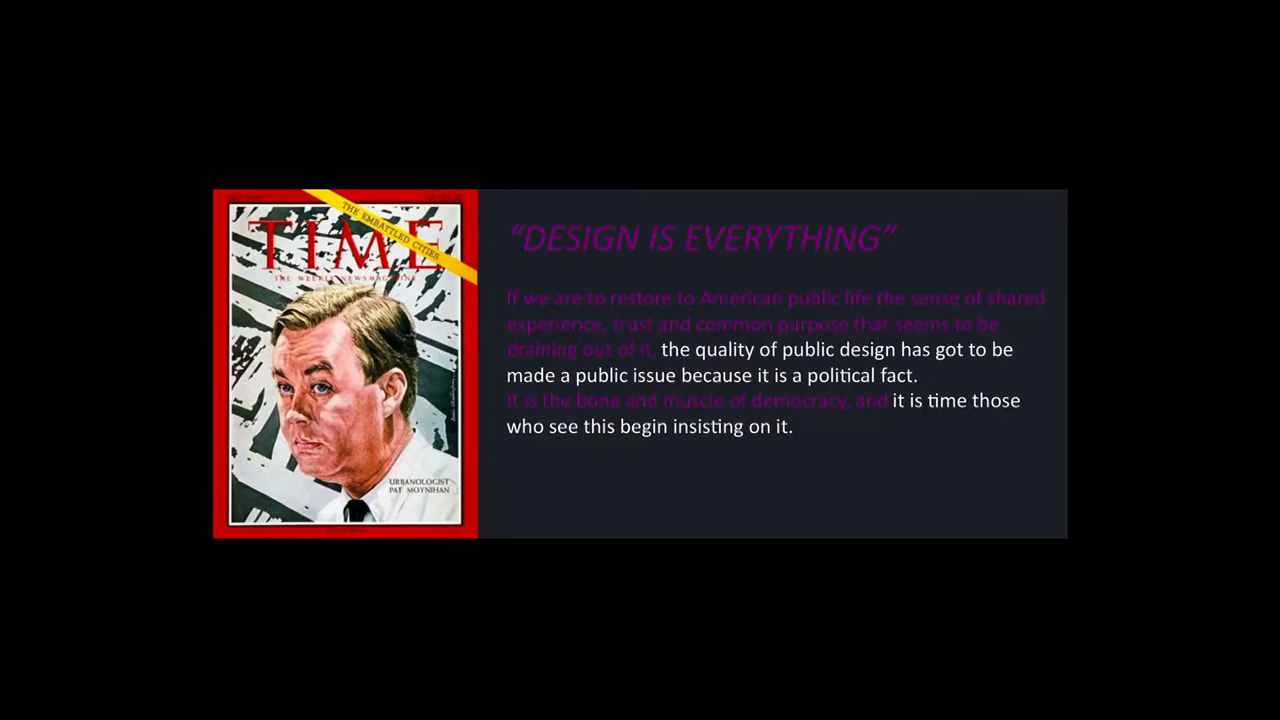 THE EMBATTLED CITIES
TIME
THE WEEKLY NEWSMAGAZINE
URBANOLOGIST
PAT MOYNIHAN
“DESIGN IS EVERYTHING”
If we are to restore to American public life the sense of shared
experience, trust and common purpose that seems to be
draining out of it, the quality of public design has got to be
made a public issue because it is a political fact.
It is the bone and muscle of democracy, and it is time those
who see this begin insisting on it.